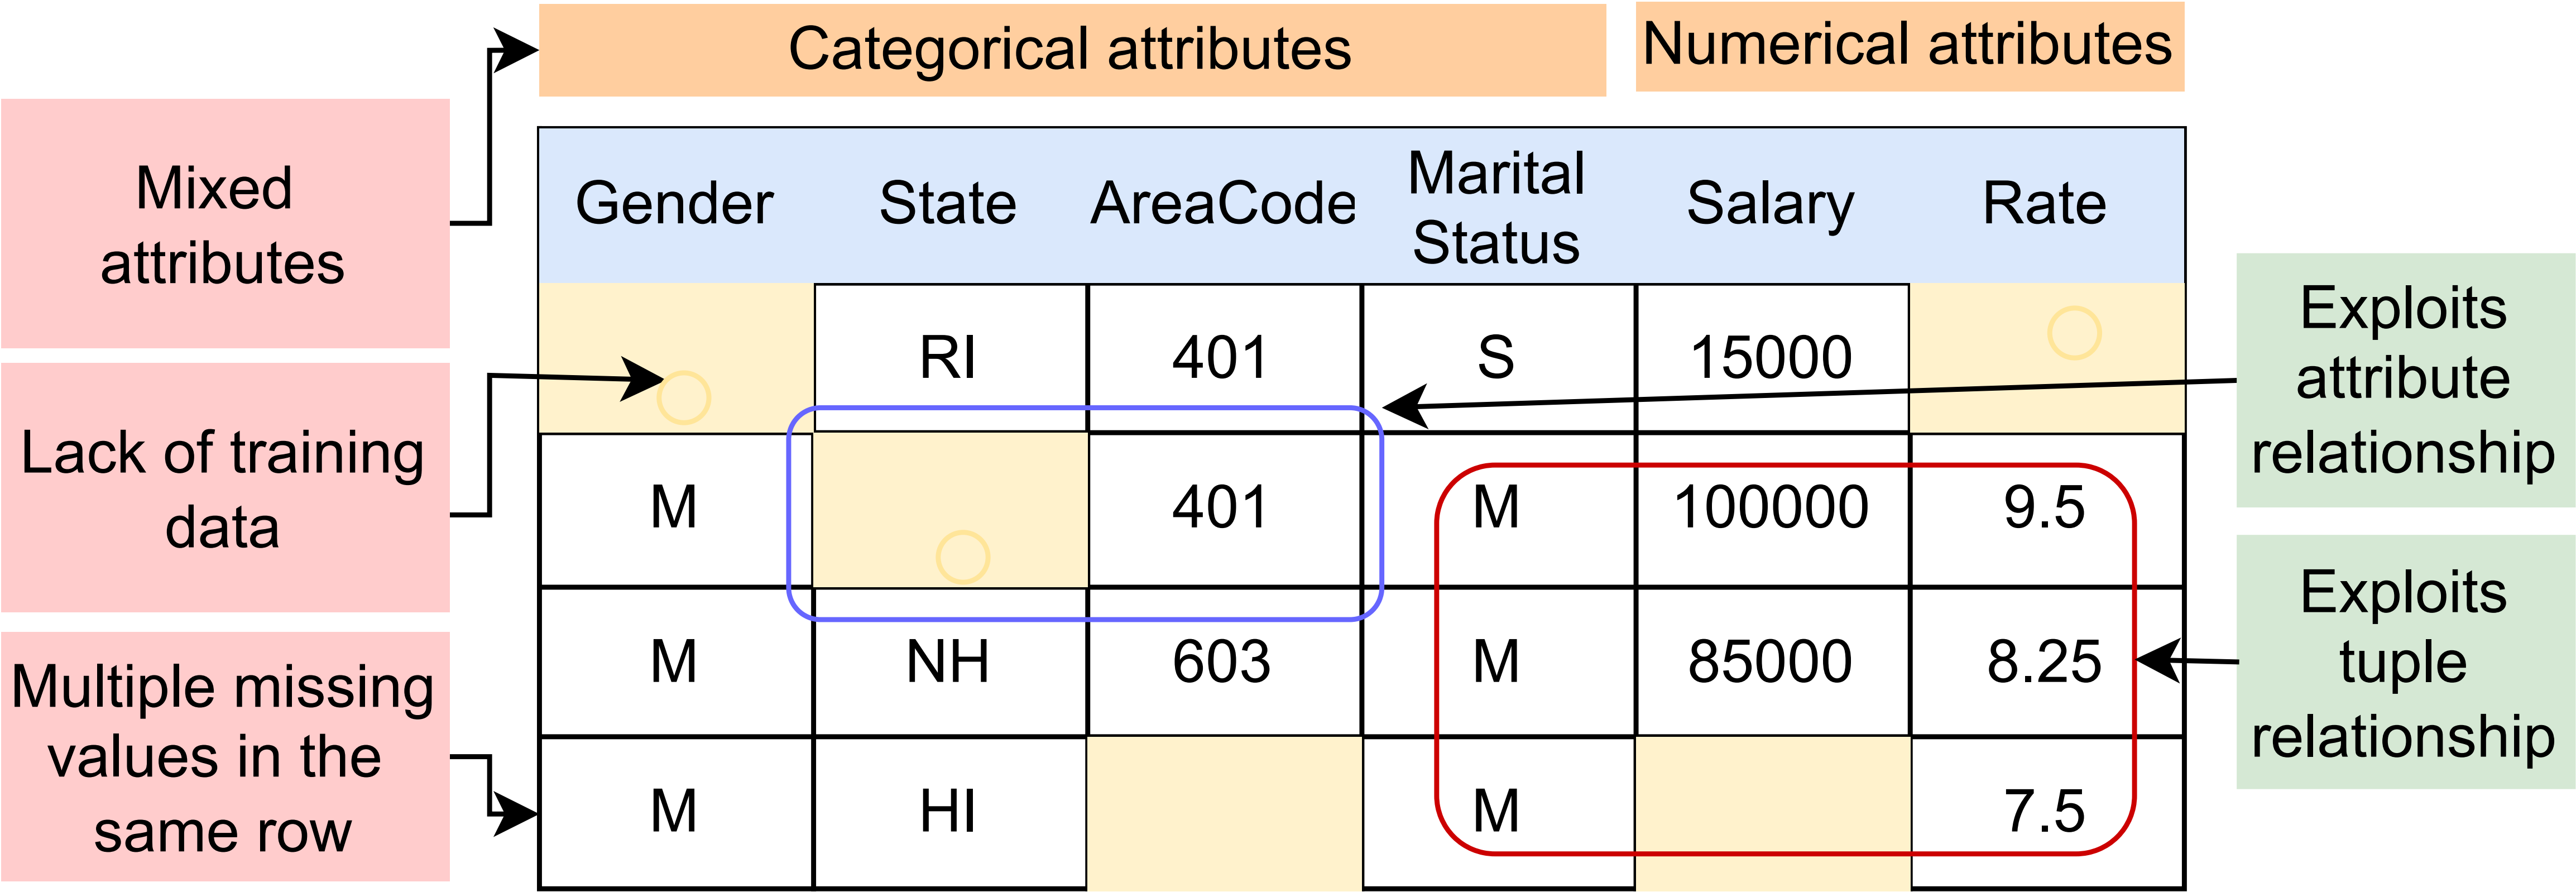 Categorical attributes
Numerical attributes
Mixed
attributes
Lack of training
data
Multiple missing
values in the
same row
Gender State AreaCode Marital Status Salary Rate
RI 401 S 15000
M 401 M 100000 9.5
M NH 603 M 85000 8.25
M HI M 7.5
Exploits
attribute
relationship
Exploits
tuple
relationship